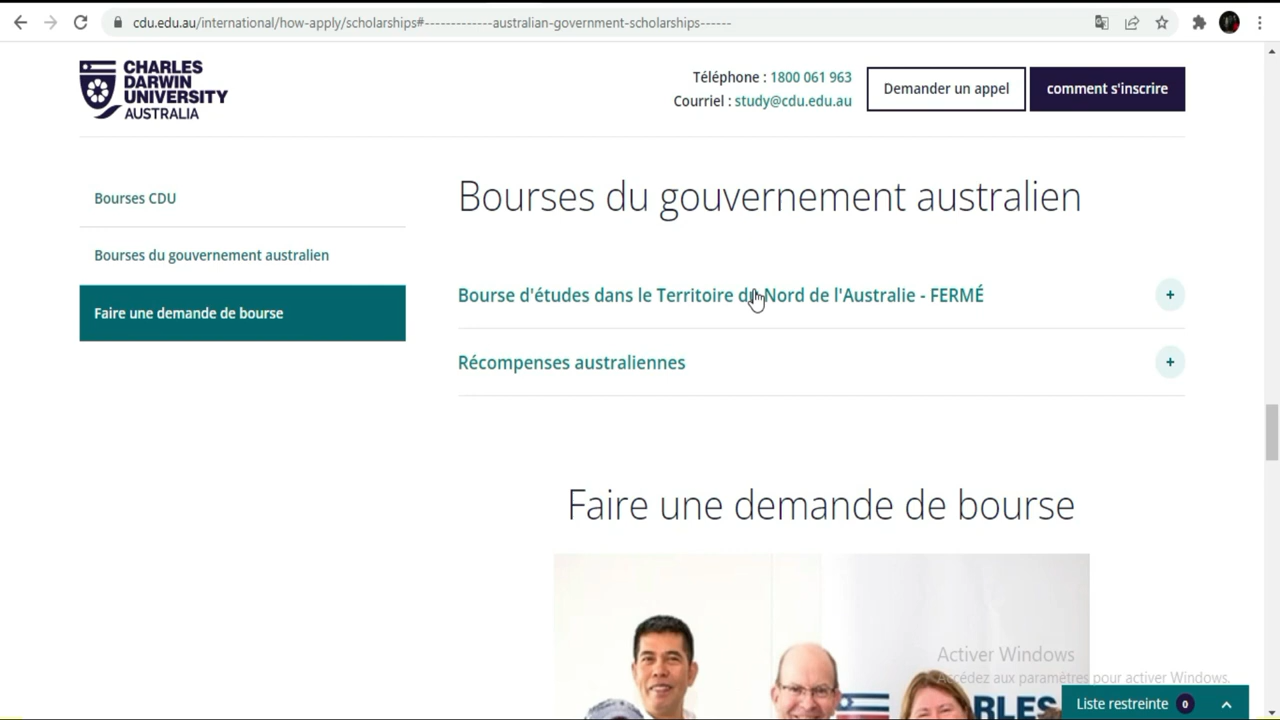 cdu.edu.au/international/how-apply/scholarships#-------------australian-government-scholarships------
CHARLES
DARWIN
UNIVERSITY
AUSTRALIA
Téléphone : 1800 061 963
Courriel : study@cdu.edu.au
Demander un appel
comment s'inscrire
Bourses CDU
Bourses du gouvernement australien
Faire une demande de bourse
Bourses du gouvernement australien
Bourse d'études dans le Territoire du Nord de l'Australie - FERMÉ
+
Récompenses australiennes
+
Faire une demande de bourse
CHARLES
Activer Windows
Accédez aux paramètres pour activer Windows.
Liste restreinte 0